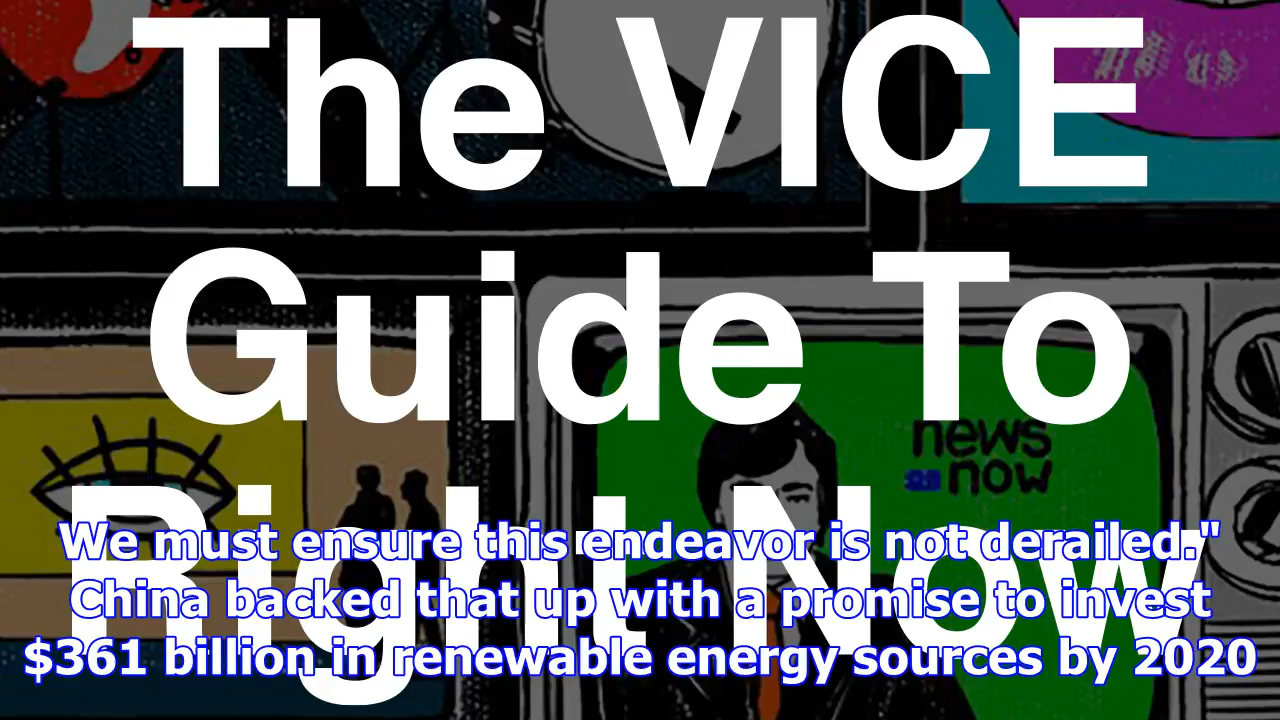 The VICE
Guide To
Right Now
news
now
We must ensure this endeavor is not derailed."
China backed that up with a promise to invest
$361 billion in renewable energy sources by 2020